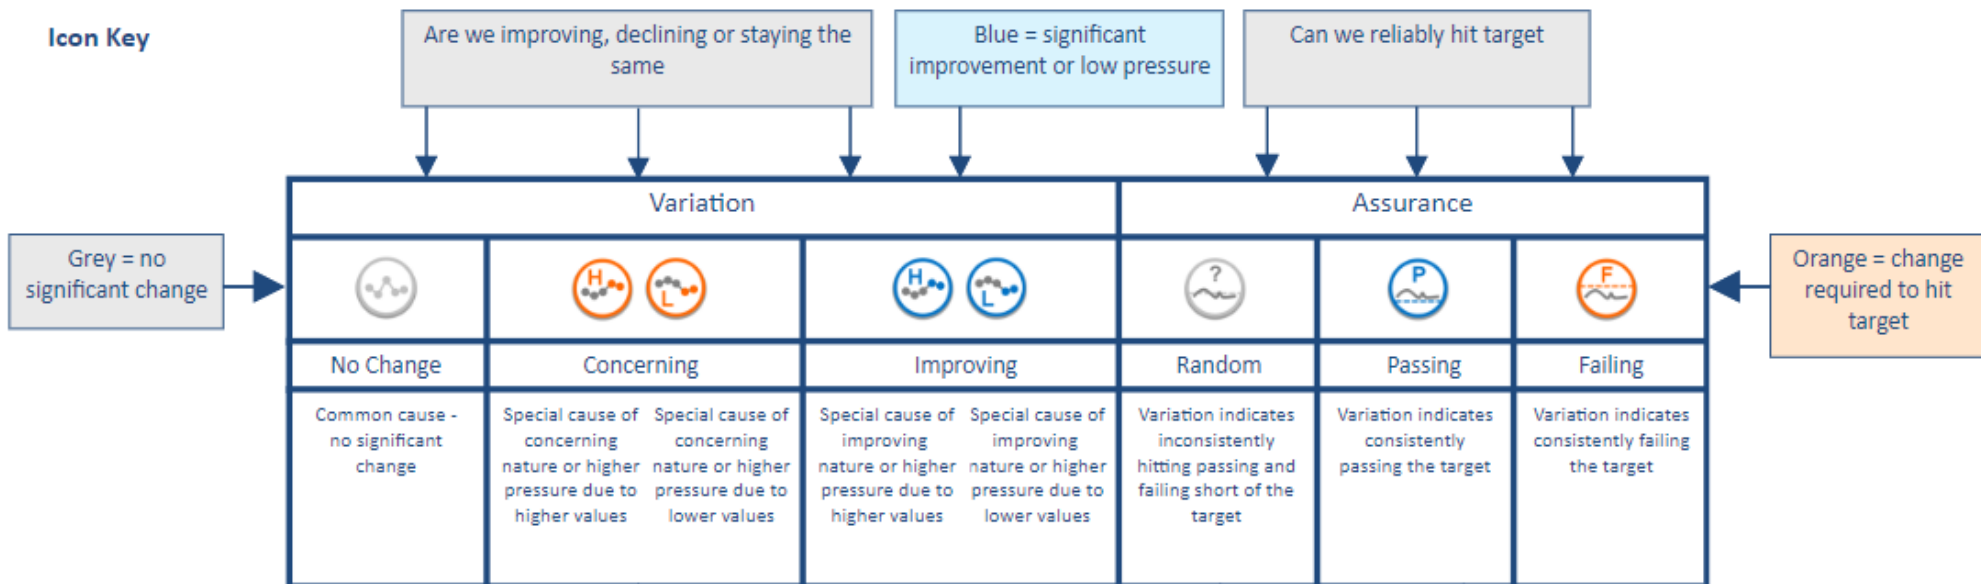 Icon Key
Are we improving, declining or staying the
same
Blue = significant
improvement or low pressure
Can we reliably hit target
Variation
Assurance
Grey = no
significant change
H
L
H
L
?
P
F
Orange = change
required to hit
target
No Change
Concerning
Improving
Random
Passing
Failing
Common cause -
no significant
change
Special cause of
concerning
nature or higher
pressure due to
higher values
Special cause of
concerning
nature or higher
pressure due to
lower values
Special cause of
improving
nature or higher
pressure due to
higher values
Special cause of
improving
nature or higher
pressure due to
lower values
Variation indicates
inconsistently
hitting passing and
failing short of the
target
Variation indicates
consistently
passing the target
Variation indicates
consistently failing
the target